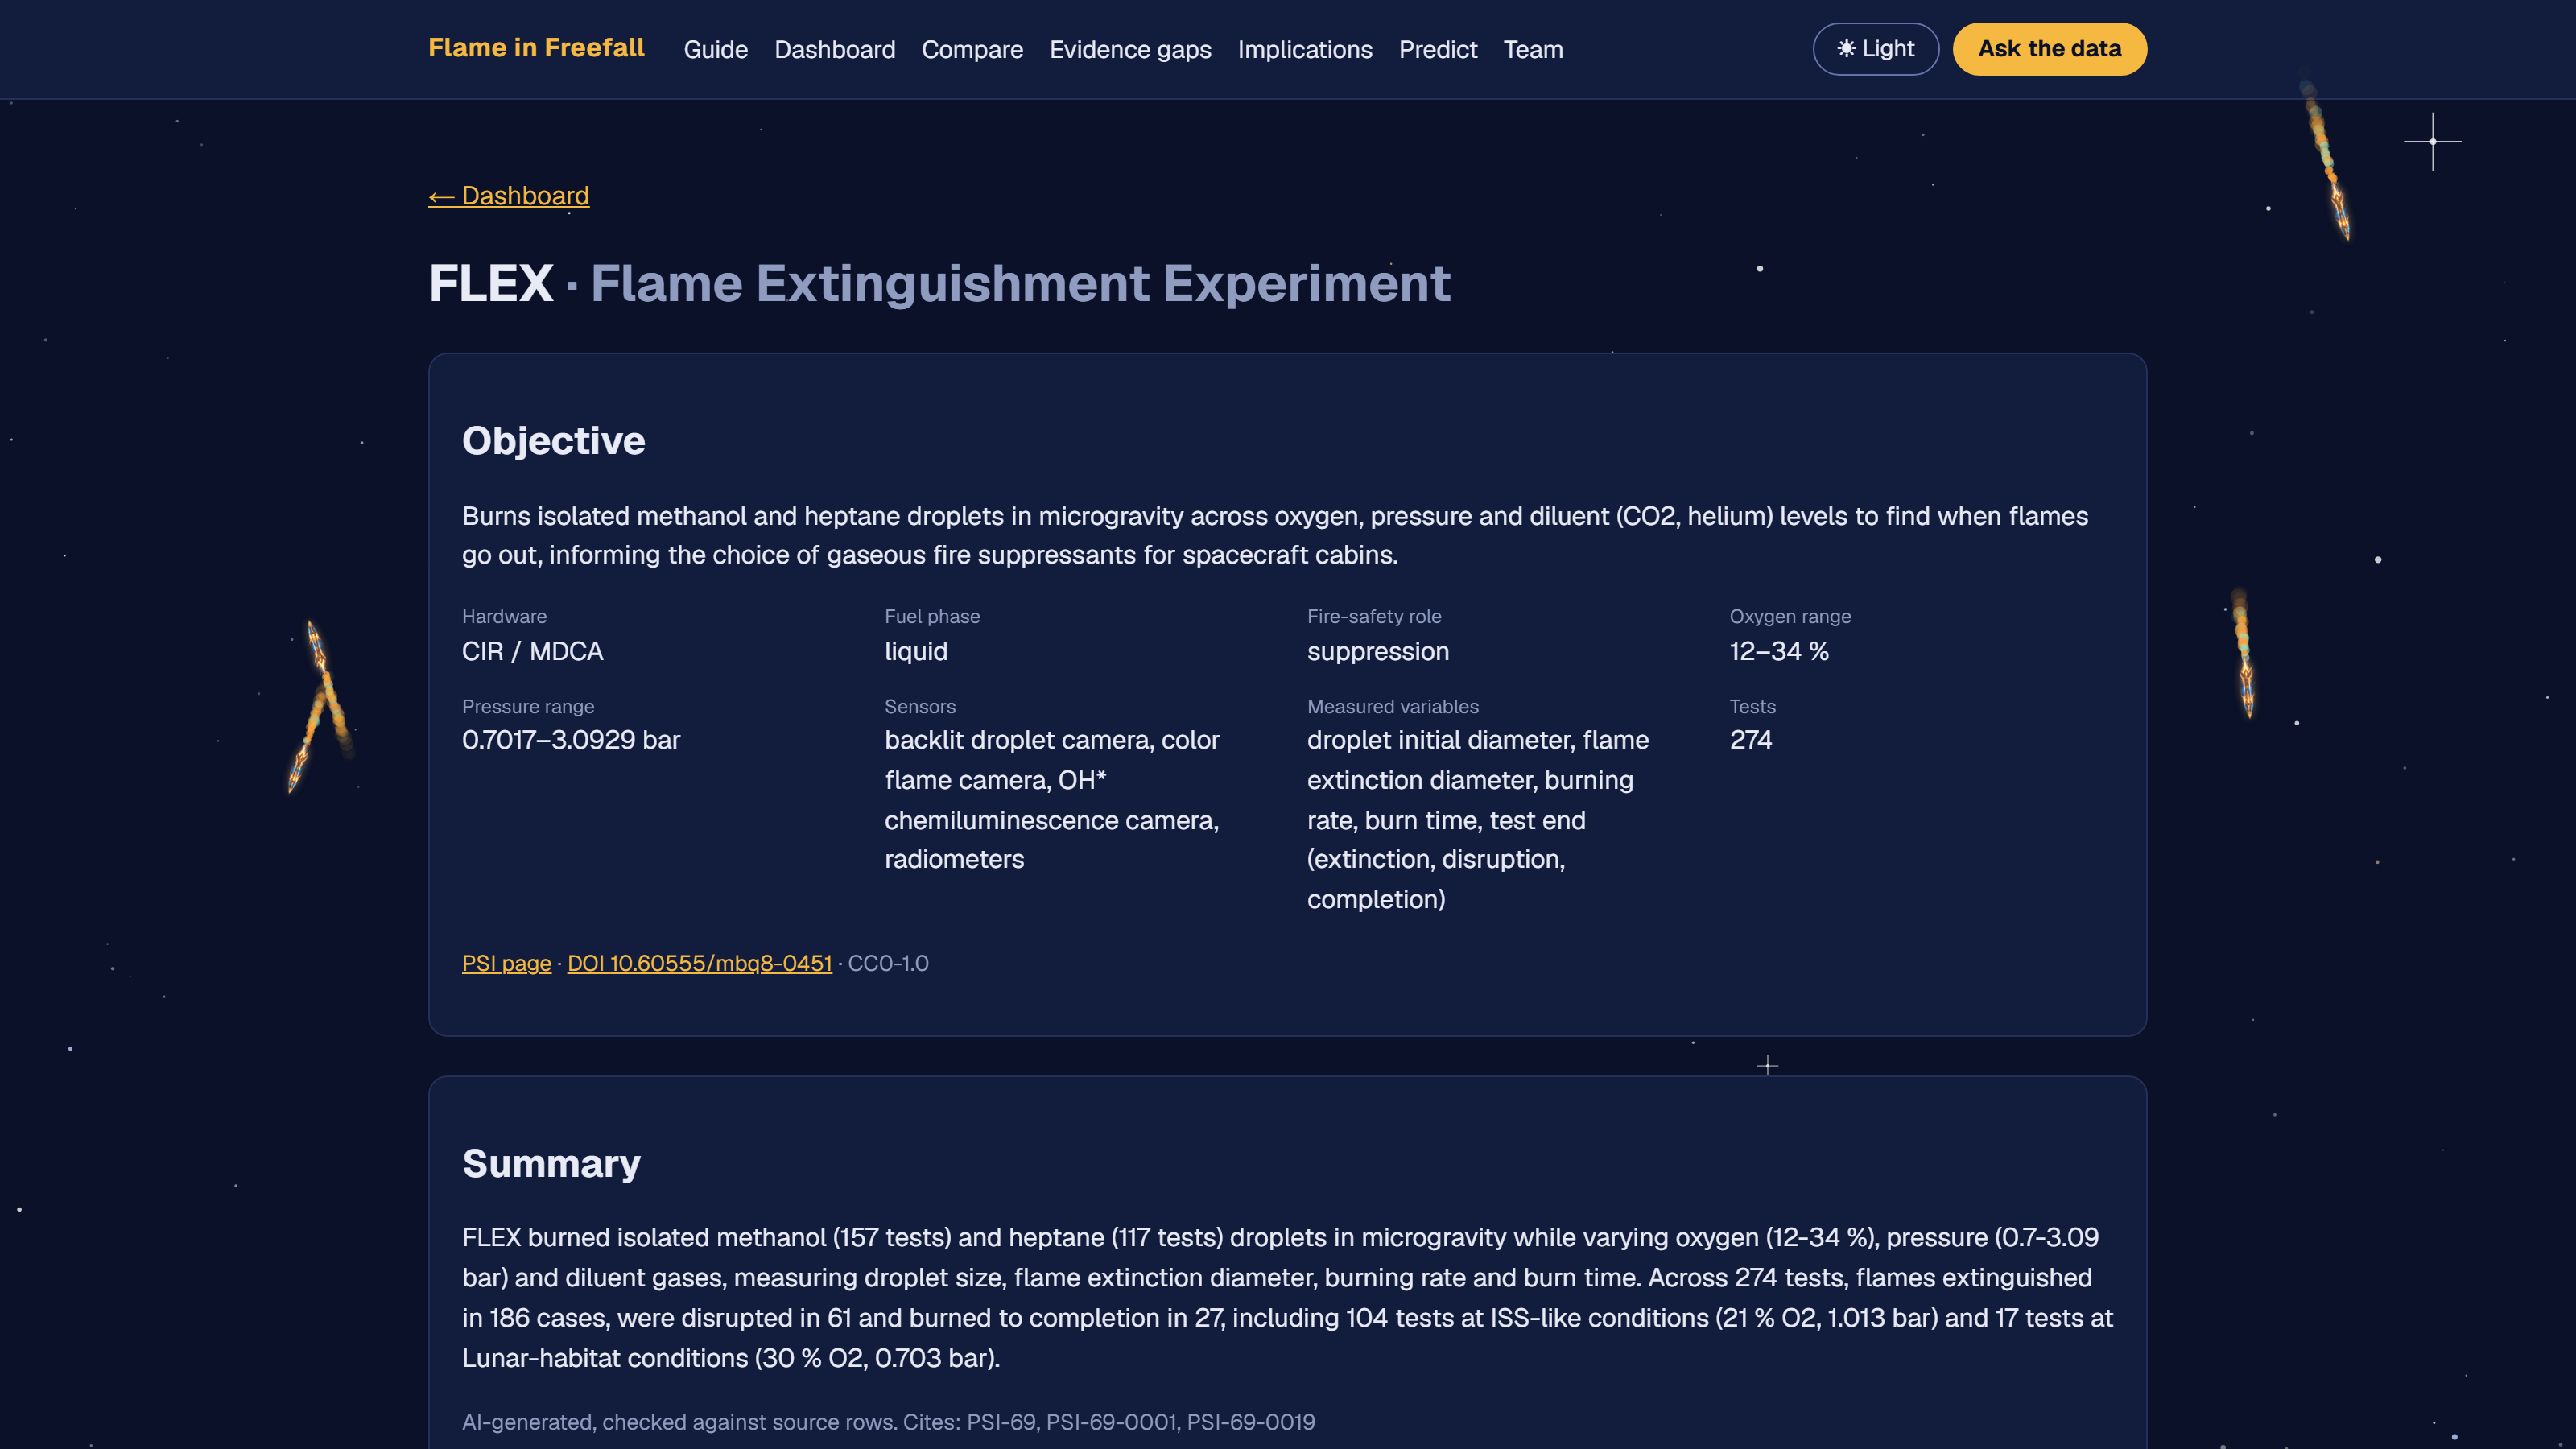 Flame in Freefall Guide Dashboard Compare Evidence gaps Implications Predict Team ☀ Light Ask the data
← Dashboard
FLEX · Flame Extinguishment Experiment
Objective
Burns isolated methanol and heptane droplets in microgravity across oxygen, pressure and diluent (CO2, helium) levels to find when flames
go out, informing the choice of gaseous fire suppressants for spacecraft cabins.
Hardware
CIR / MDCA
Fuel phase
liquid
Fire-safety role
suppression
Oxygen range
12–34 %
Pressure range
0.7017–3.0929 bar
Sensors
backlit droplet camera, color
flame camera, OH*
chemiluminescence camera,
radiometers
Measured variables
droplet initial diameter, flame
extinction diameter, burning
rate, burn time, test end
(extinction, disruption,
completion)
Tests
274
PSI page · DOI 10.60555/mbq8-0451 · CC0-1.0
Summary
FLEX burned isolated methanol (157 tests) and heptane (117 tests) droplets in microgravity while varying oxygen (12-34 %), pressure (0.7-3.09
bar) and diluent gases, measuring droplet size, flame extinction diameter, burning rate and burn time. Across 274 tests, flames extinguished
in 186 cases, were disrupted in 61 and burned to completion in 27, including 104 tests at ISS-like conditions (21 % O2, 1.013 bar) and 17 tests at
Lunar-habitat conditions (30 % O2, 0.703 bar).
AI-generated, checked against source rows. Cites: PSI-69, PSI-69-0001, PSI-69-0019